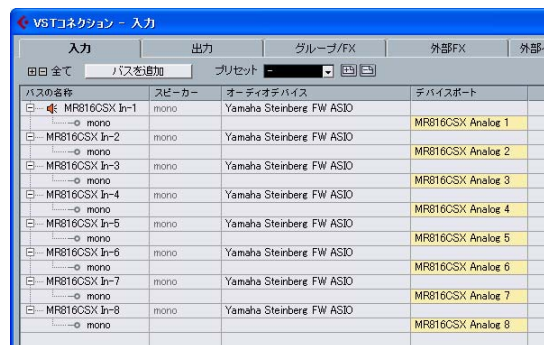 VSTコネクション - 入力
入力 出力 グループ/FX 外部FX 外部
全て バスを追加 プリセット -
バスの名称 スピーカー オーディオデバイス デバイスポート
MR816CSX In-1 mono Yamaha Steinberg FW ASIO
mono MR816CSX Analog 1
MR816CSX In-2 mono Yamaha Steinberg FW ASIO
mono MR816CSX Analog 2
MR816CSX In-3 mono Yamaha Steinberg FW ASIO
mono MR816CSX Analog 3
MR816CSX In-4 mono Yamaha Steinberg FW ASIO
mono MR816CSX Analog 4
MR816CSX In-5 mono Yamaha Steinberg FW ASIO
mono MR816CSX Analog 5
MR816CSX In-6 mono Yamaha Steinberg FW ASIO
mono MR816CSX Analog 6
MR816CSX In-7 mono Yamaha Steinberg FW ASIO
mono MR816CSX Analog 7
MR816CSX In-8 mono Yamaha Steinberg FW ASIO
mono MR816CSX Analog 8